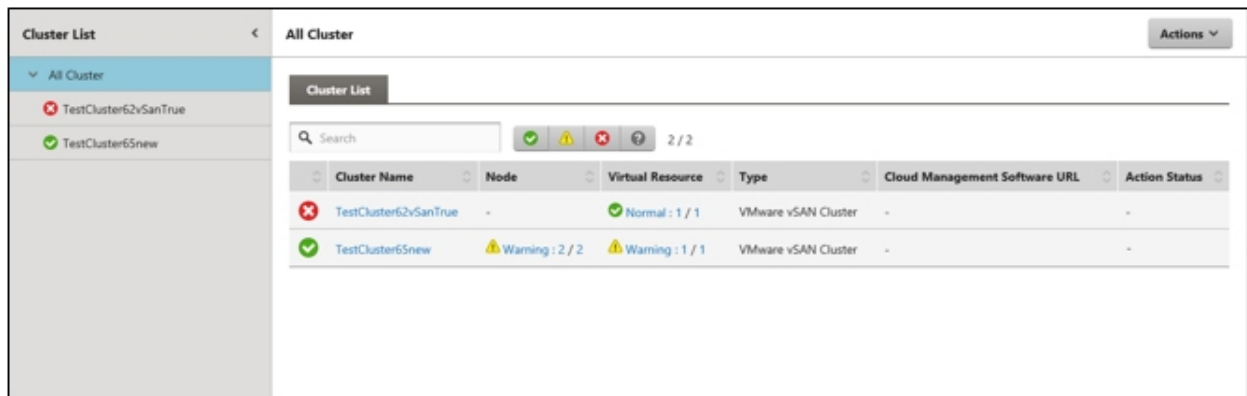 Cluster List
All Cluster
Actions
All Cluster
TestCluster62vSanTrue
TestCluster65new
Cluster List
Search
2 / 2
Cluster Name Node Virtual Resource Type Cloud Management Software URL Action Status
TestCluster62vSanTrue - Normal : 1 / 1 VMware vSAN Cluster - -
TestCluster65new Warning : 2 / 2 Warning : 1 / 1 VMware vSAN Cluster - -